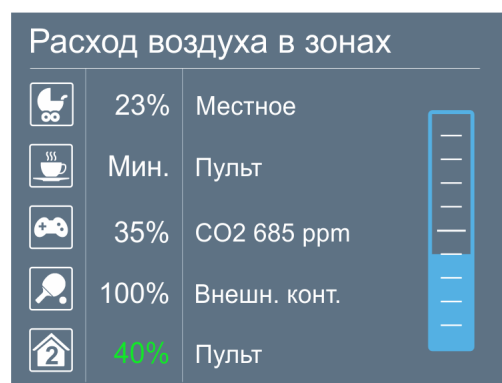 Расход воздуха в зонах
23% Местное
Мин. Пульт
35% CO2 685 ppm
100% Внешн. конт.
2 40% Пульт